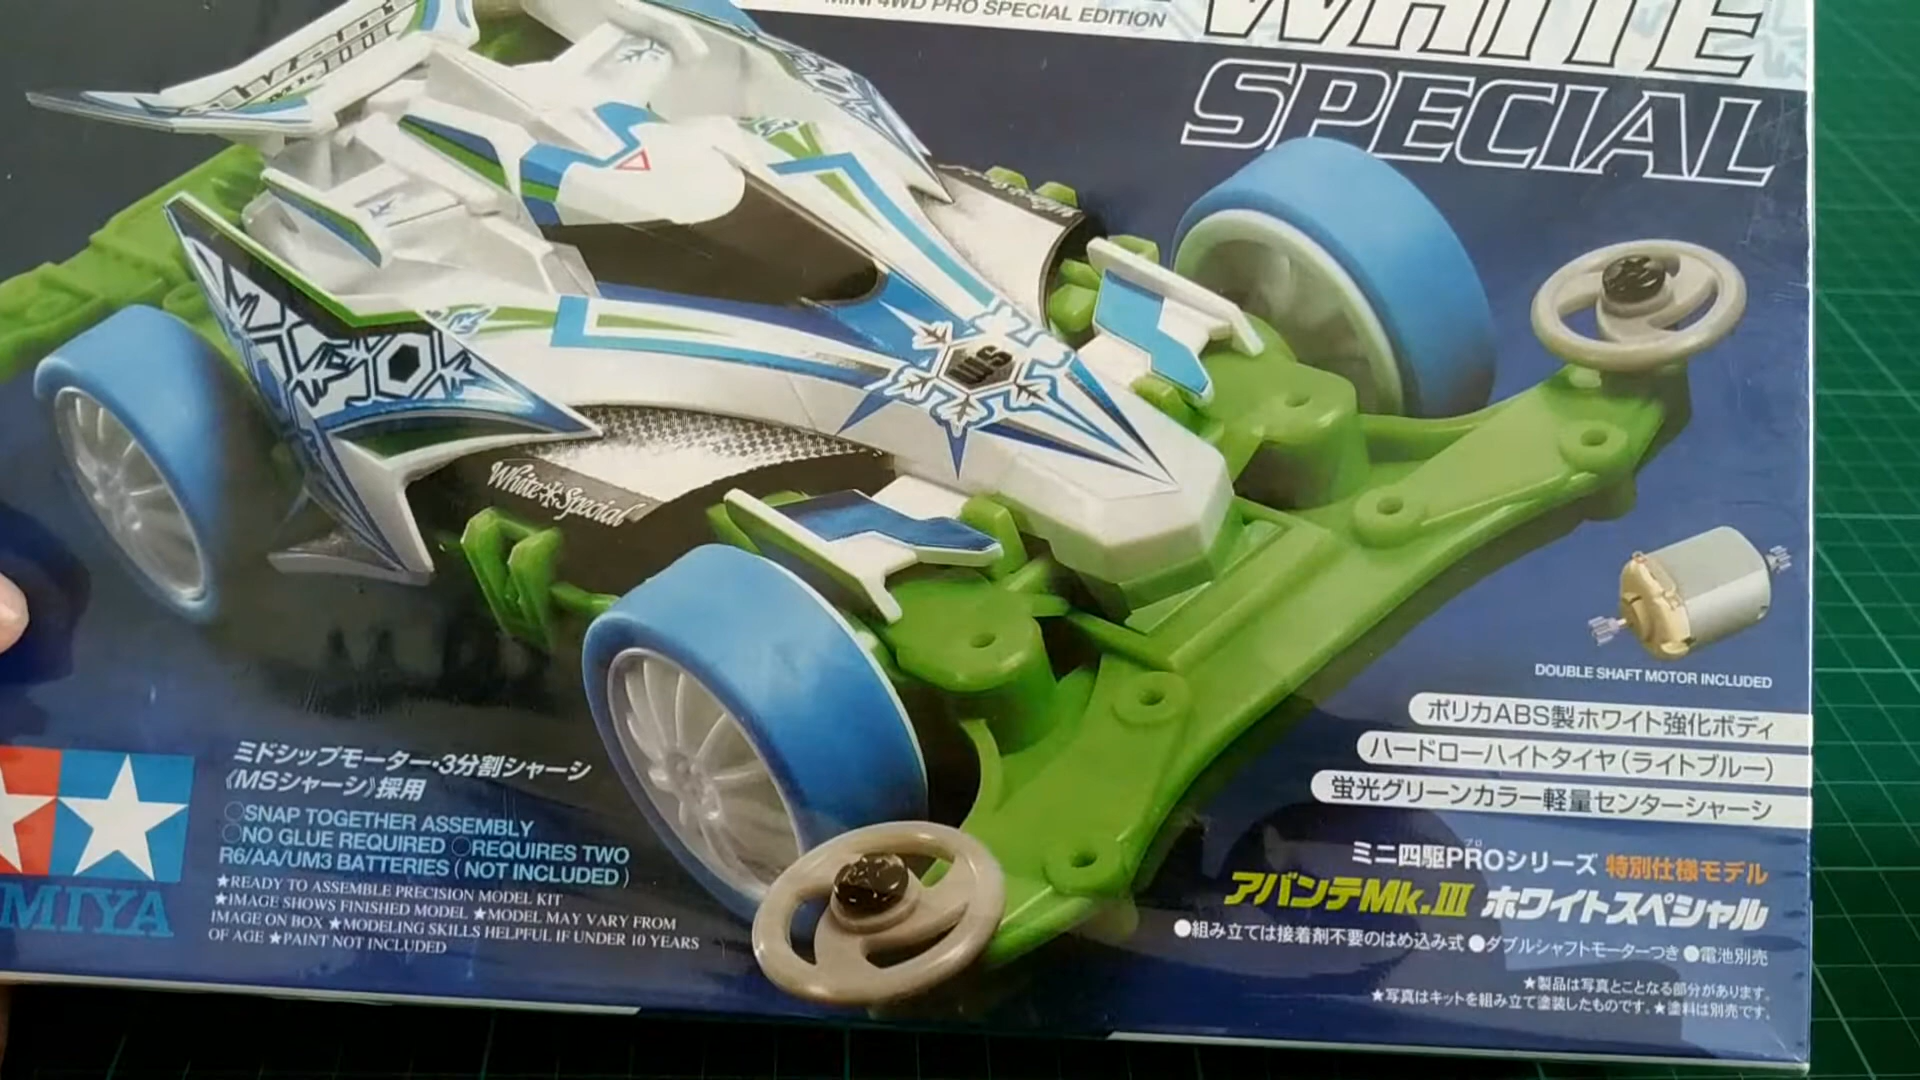 MINI 4WD PRO SPECIAL EDITION
WHITE
SPECIAL
White Special
MS
DOUBLE SHAFT MOTOR INCLUDED
ポリカABS製ホワイト強化ボディ
ハードローハイトタイヤ(ライトブルー)
蛍光グリーンカラー軽量センターシャーシ
ミドシップモーター・3分割シャーシ
《MSシャーシ》採用
○SNAP TOGETHER ASSEMBLY
○NO GLUE REQUIRED ○REQUIRES TWO
R6/AA/UM3 BATTERIES (NOT INCLUDED)
★READY TO ASSEMBLE PRECISION MODEL KIT
★IMAGE SHOWS FINISHED MODEL ★MODEL MAY VARY FROM
IMAGE ON BOX ★MODELING SKILLS HELPFUL IF UNDER 10 YEARS
OF AGE ★PAINT NOT INCLUDED
MIYA
プロ
ミニ四駆PROシリーズ 特別仕様モデル
アバンテMk.III ホワイトスペシャル
●組み立ては接着剤不要のはめ込み式 ●ダブルシャフトモーターつき ●電池別売
★製品は写真とことなる部分があります。
★写真はキットを組み立て塗装したものです。★塗料は別売です。